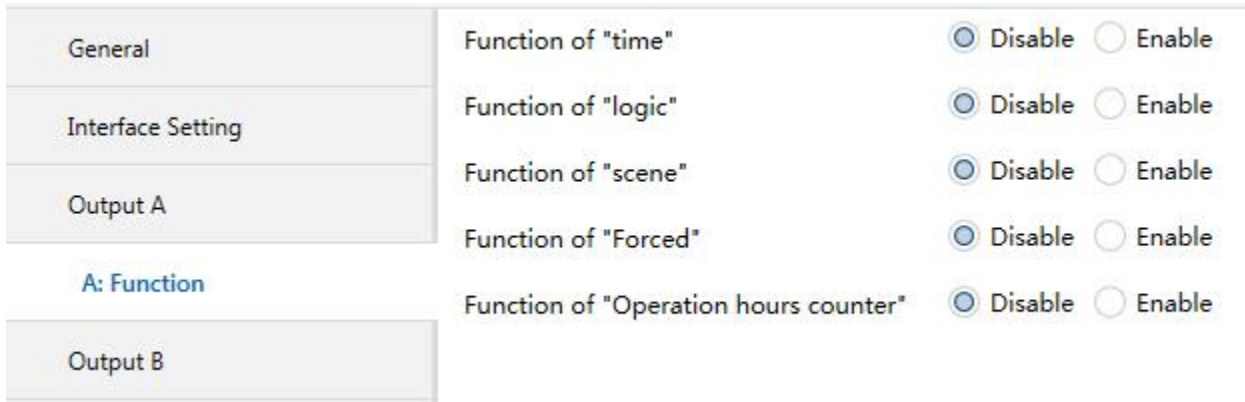 General
Interface Setting
Output A
A: Function
Output B
Function of "time" Disable Enable
Function of "logic" Disable Enable
Function of "scene" Disable Enable
Function of "Forced" Disable Enable
Function of "Operation hours counter" Disable Enable